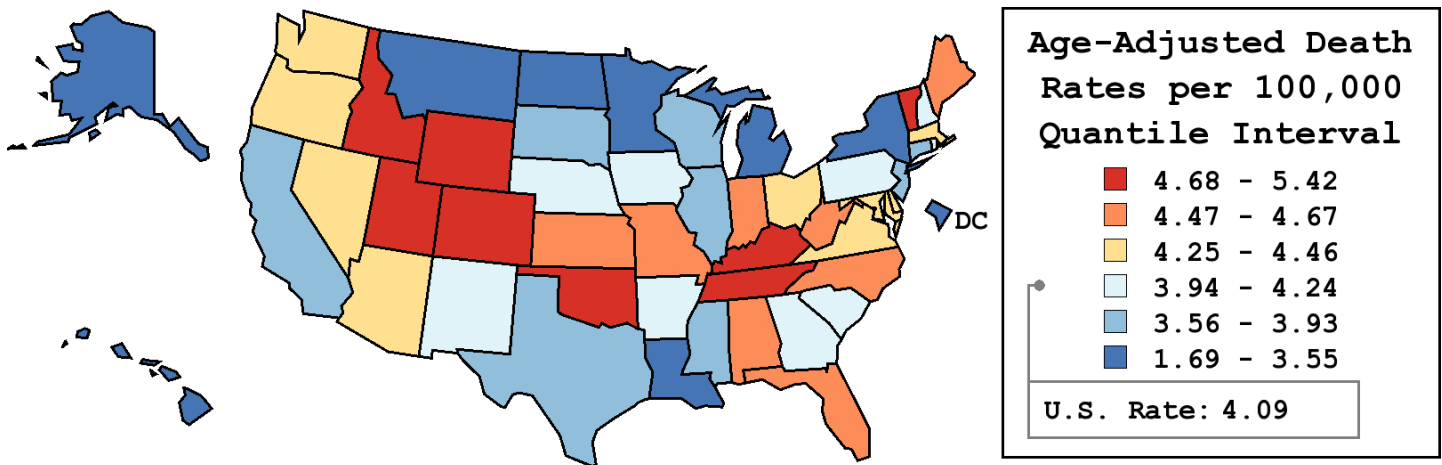 DC
Age-Adjusted Death
Rates per 100,000
Quantile Interval
4.68 - 5.42
4.47 - 4.67
4.25 - 4.46
3.94 - 4.24
3.56 - 3.93
1.69 - 3.55
U.S. Rate: 4.09